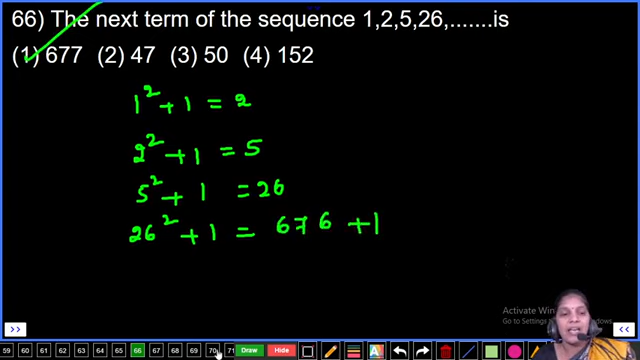 66) The next term of the sequence 1,2,5,26,.......is
(1) 677 (2) 47 (3) 50 (4) 152
1² + 1 = 2
2² + 1 = 5
5² + 1 = 26
26² + 1 = 676 + 1
Activate Win
Go to Settings to activate Windows.
>> 59 60 61 62 63 64 65 66 67 68 69 70 71 Draw Hide A >>